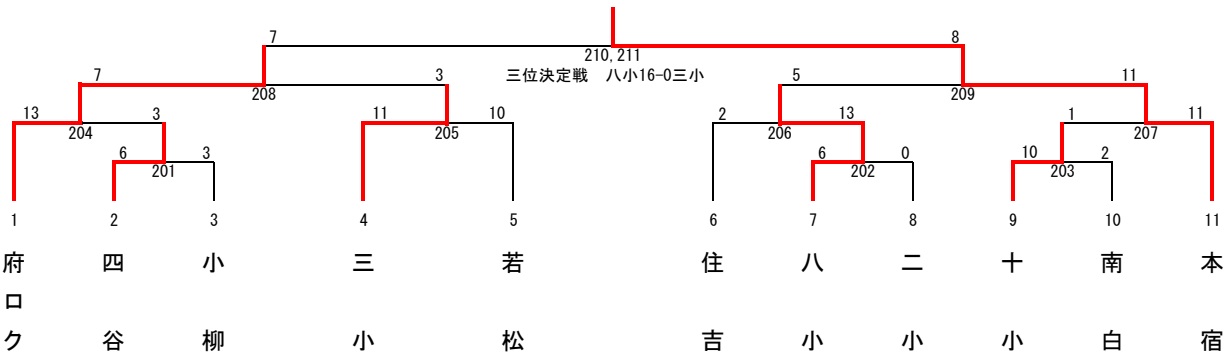 7 8
210,211
三位決定戦 八小16-0三小
7 3 5 11
208 209
13 3 11 10 2 13 1 11
204 205 206 207
6 3 6 0 10 2
201 202 203
1 2 3 4 5 6 7 8 9 10 11
府ロク
四谷
小柳
三小
若松
住吉
八小
二小
十小
南白
本宿